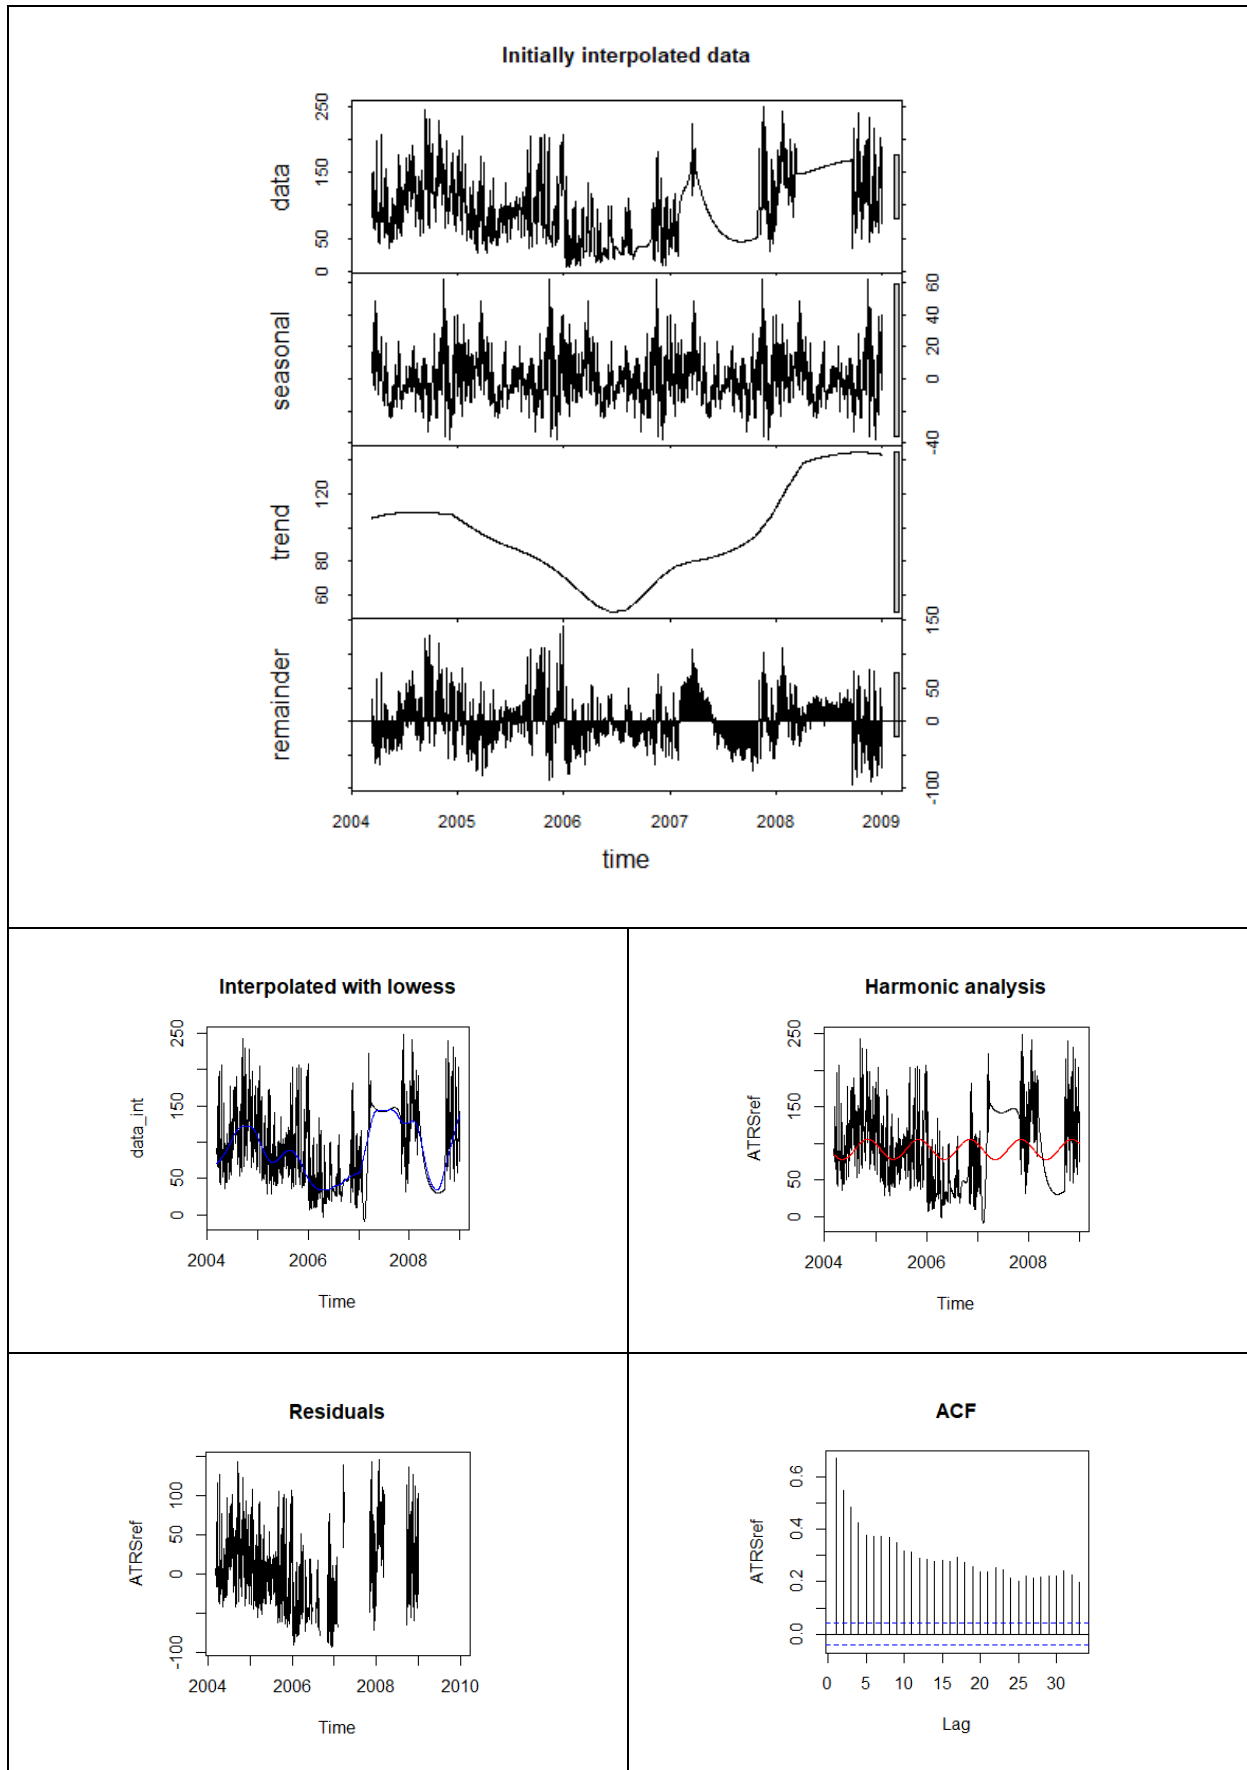 Initially interpolated data
data
250
150
50
0
seasonal
60
40
20
0
-40
trend
120
80
60
remainder
150
50
0
-100
2004 2005 2006 2007 2008 2009
time
Interpolated with lowess
data_int
250
150
50
0
2004 2006 2008
Time
Harmonic analysis
ATRSref
250
150
50
0
2004 2006 2008
Time
Residuals
ATRSref
100
50
0
-100
2004 2006 2008 2010
Time
ACF
ATRSref
0.6
0.4
0.2
0.0
0 5 10 15 20 25 30
Lag